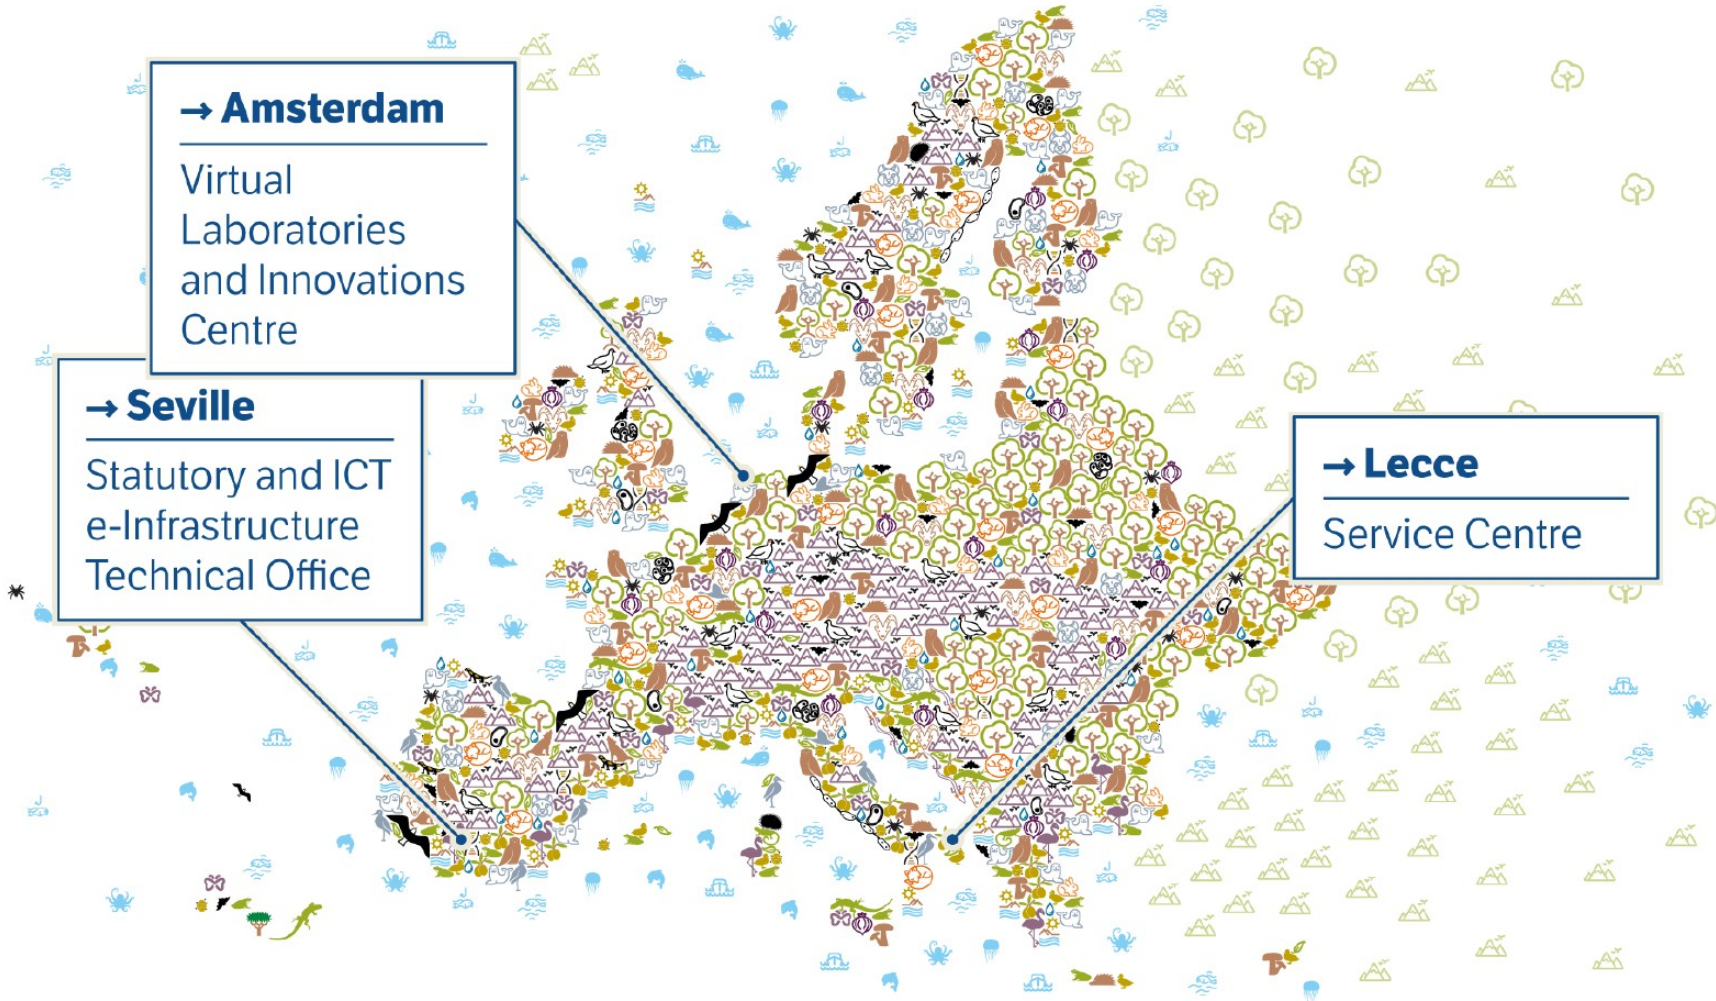 → Amsterdam
Virtual
Laboratories
and Innovations
Centre
→ Seville
Statutory and ICT
e-Infrastructure
Technical Office
→ Lecce
Service Centre